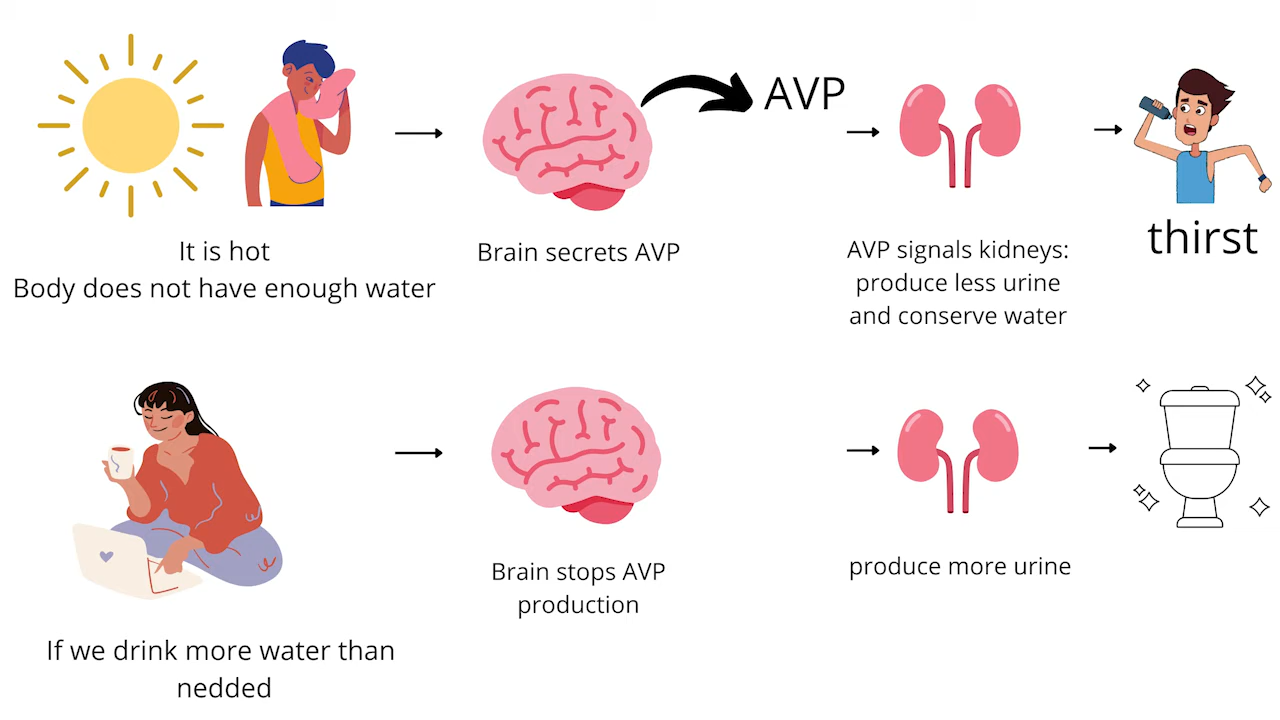 AVP
It is hot
Body does not have enough water
Brain secrets AVP
AVP signals kidneys:
produce less urine
and conserve water
thirst
If we drink more water than
nedded
Brain stops AVP
production
produce more urine